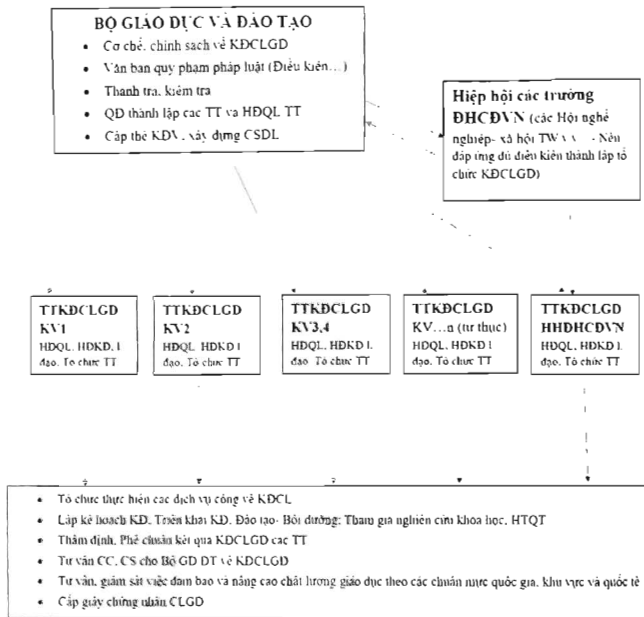 BỘ GIÁO DỤC VÀ ĐÀO TẠO
• Cơ chế, chính sách về KĐCLGD
• Văn bản quy phạm pháp luật (Điều kiện…)
• Thanh tra, kiểm tra
• QD thành lập các TT và HĐQL TT
• Cấp thẻ KĐV, xây dựng CSDL
Hiệp hội các trường
ĐHCĐVN (các Hội nghề
nghiệp- xã hội TW - Nếu
đáp ứng đủ điều kiện thành lập tổ
chức KĐCLGD)
TTKĐCLGD
KV1
HĐQL, HĐKĐ, L
đạo, Tổ chức TT
TTKĐCLGD
KV2
HĐQL, HĐKĐ L
đạo, Tổ chức TT
TTKĐCLGD
KV3,4
HĐQL, HĐKĐ L
đạo, Tổ chức TT
TTKĐCLGD
KV…n (tư thục)
HĐQL, HĐKĐ L
đạo, Tổ chức TT
TTKĐCLGD
HHĐHCĐVN
HĐQL, HĐKĐ L
đạo, Tổ chức TT
• Tổ chức thực hiện các dịch vụ công về KĐCL
• Lập kế hoạch KĐ, Triển khai KĐ, Đào tạo- Bồi dưỡng; Tham gia nghiên cứu khoa học, HTQT
• Thẩm định, Phê chuẩn kết quả KĐCLGD các TT
• Tư vấn CC, CS cho Bộ GD ĐT về KĐCLGD
• Tư vấn, giám sát việc đảm bảo và nâng cao chất lượng giáo dục theo các chuẩn mực quốc gia, khu vực và quốc tế
• Cấp giấy chứng nhận CLGD